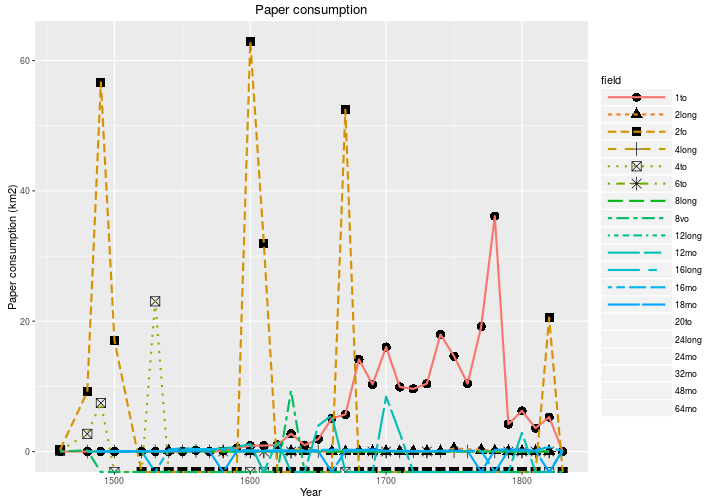 Paper consumption
Paper consumption (km2)
60
40
20
0
1500
1600
1700
1800
Year
field
1to
2long
2fo
4long
4to
6to
8long
8vo
12long
12mo
16long
16mo
18mo
20to
24long
24mo
32mo
48mo
64mo